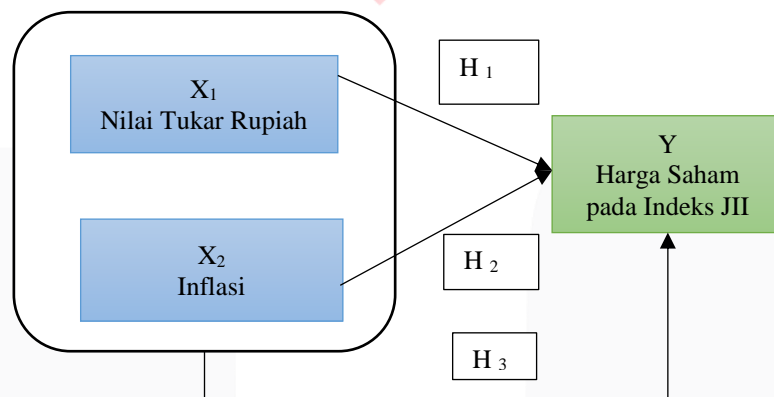 X₁
Nilai Tukar Rupiah
H ₁
Y
Harga Saham
pada Indeks JII
X₂
Inflasi
H ₂
H ₃